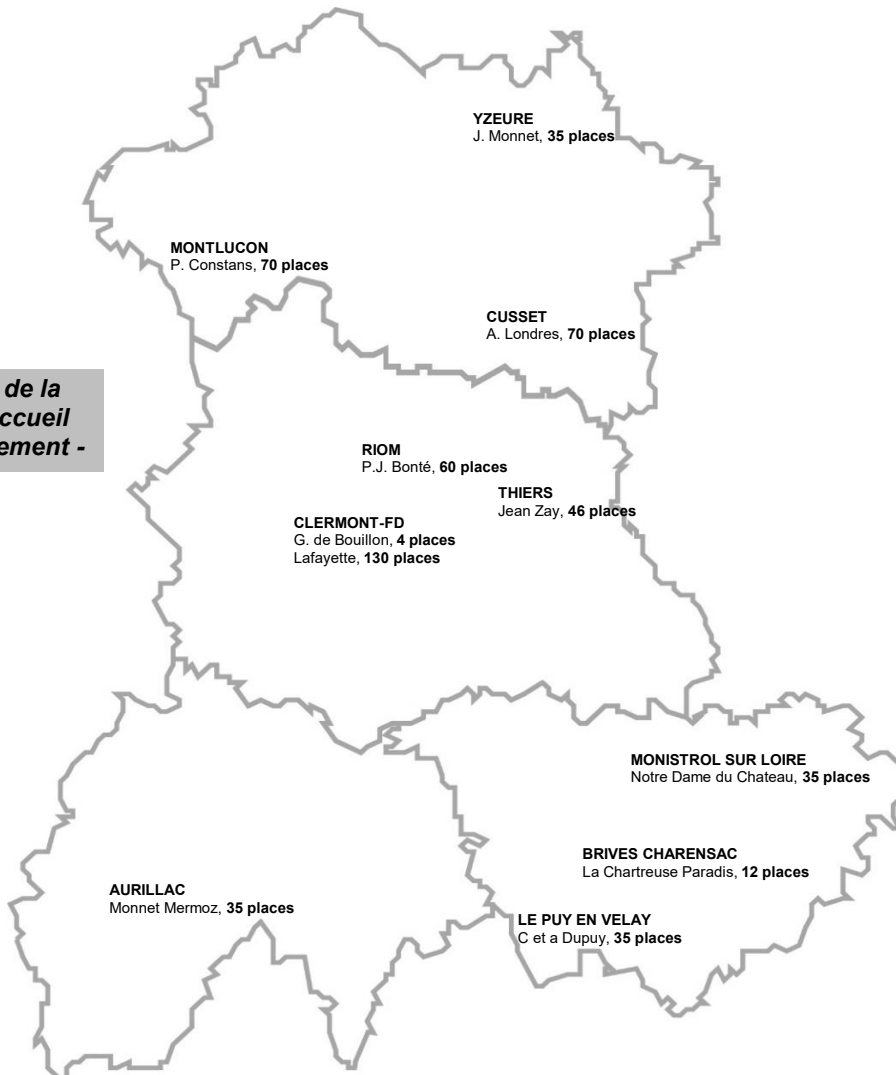 YZEURE
J. Monnet, 35 places
MONTLUCON
P. Constans, 70 places
CUSSET
A. Londres, 70 places
de la
ccueil
ement -
RIOM
P.J. Bonté, 60 places
THIERS
Jean Zay, 46 places
CLERMONT-FD
G. de Bouillon, 4 places
Lafayette, 130 places
MONISTROL SUR LOIRE
Notre Dame du Chateau, 35 places
BRIVES CHARENSAC
La Chartreuse Paradis, 12 places
AURILLAC
Monnet Mermoz, 35 places
LE PUY EN VELAY
C et a Dupuy, 35 places